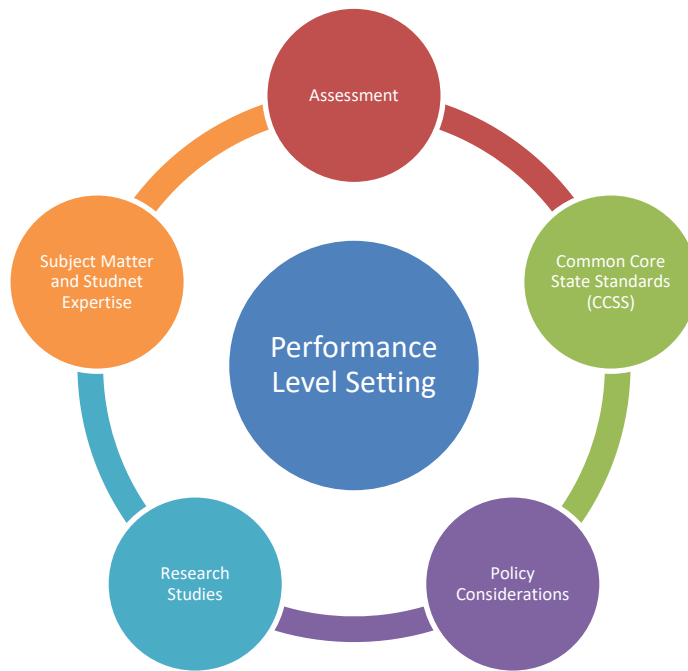 Assessment
Common Core
State Standards
(CCSS)
Policy
Considerations
Research
Studies
Subject Matter
and Studnet
Expertise
Performance
Level Setting